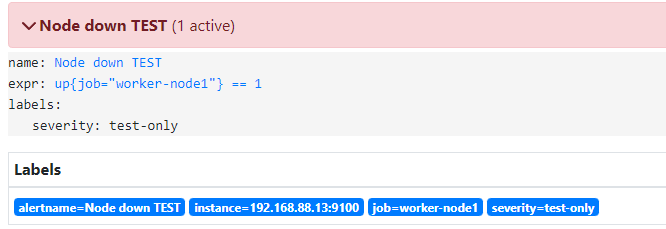 Node down TEST (1 active)
name: Node down TEST
expr: up{job="worker-node1"} == 1
labels:
severity: test-only
Labels
alertname=Node down TEST instance=192.168.88.13:9100 job=worker-node1 severity=test-only